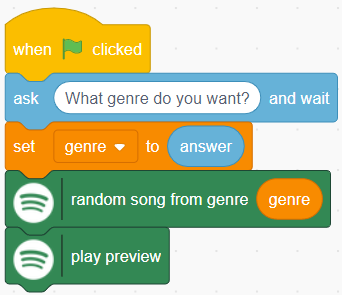 when clicked
ask What genre do you want? and wait
set genre to answer
random song from genre genre
play preview